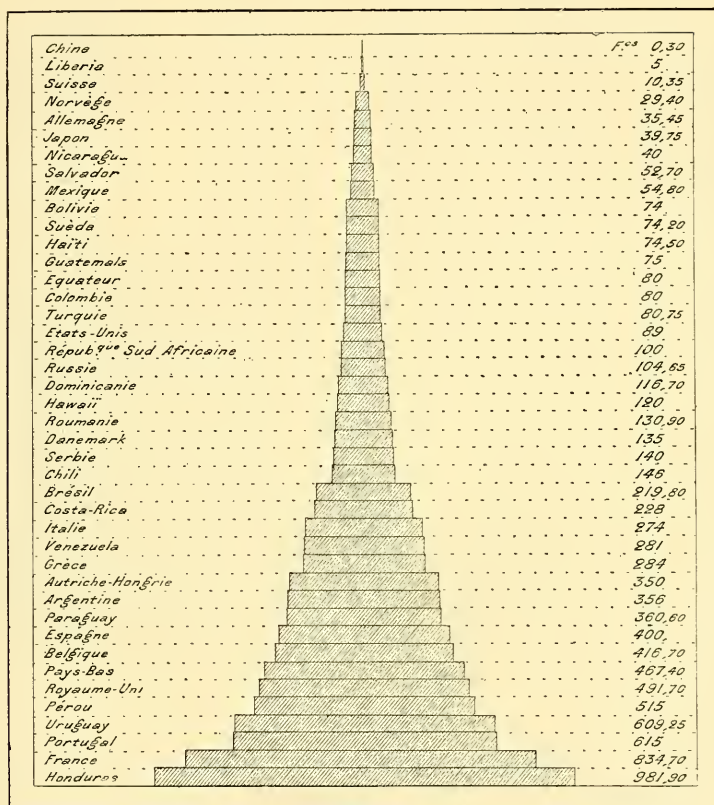 Chine F.cs 0,30
Liberia 5
Suisse 10,35
Norvège 29,40
Allemagne 35,45
Japon 39,75
Nicaragu 40
Salvador 52,70
Mexique 54,80
Bolivie 74
Suède 74,20
Haïti 74,50
Guatemala 75
Equateur 80
Colombie 80
Turquie 80,75
Etats-Unis 89
Répub.que Sud Africaine 100
Russie 104,65
Dominicanie 116,70
Hawaii 120
Roumanie 130,90
Danemark 135
Serbie 140
Chili 146
Brésil 219,80
Costa-Rica 228
Italie 274
Venezuela 281
Grèce 284
Autriche-Hongrie 350
Argentine 356
Paraguay 360,60
Espagne 400,
Belgique 416,70
Pays-Bas 467,40
Royaume-Uni 491,70
Pérou 515
Uruguay 609,25
Portugal 615
France 834,70
Honduras 981,90